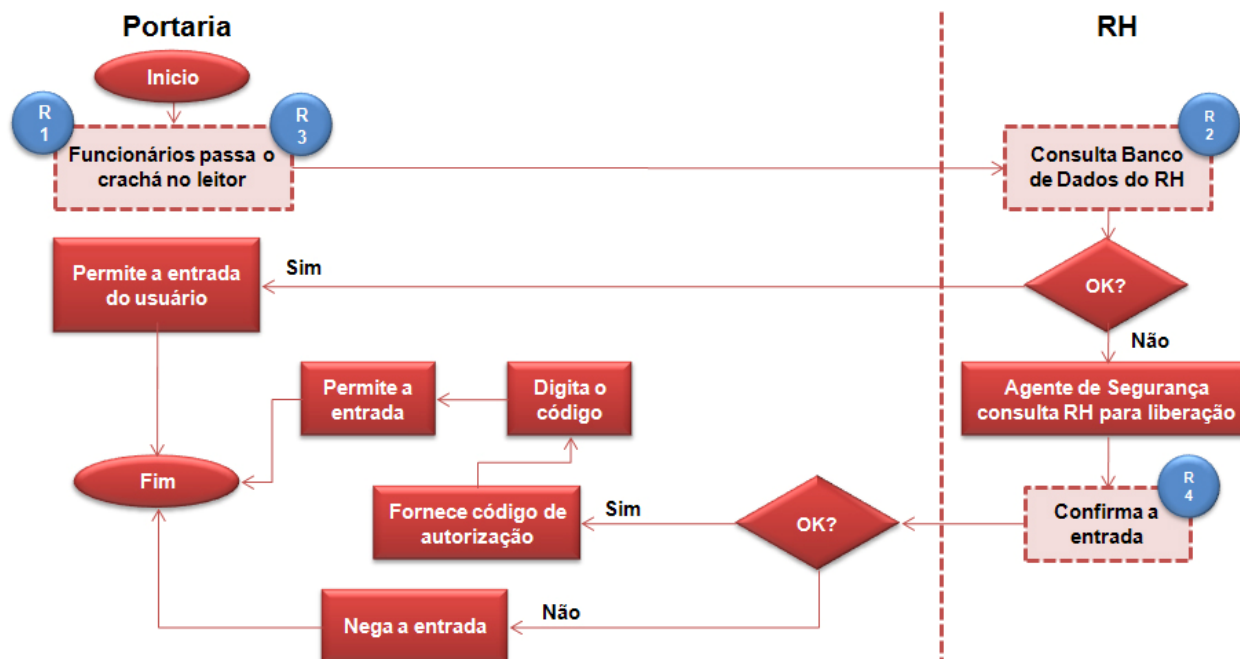 Portaria
RH
Inicio
R
1
R
3
R
2
Funcionários passa o
crachá no leitor
Consulta Banco
de Dados do RH
Permite a entrada
do usuário
Sim
OK?
Não
Permite a
entrada
Digita o
código
Agente de Segurança
consulta RH para liberação
Fim
R
4
Fornece código de
autorização
Sim
OK?
Confirma a
entrada
Nega a entrada
Não